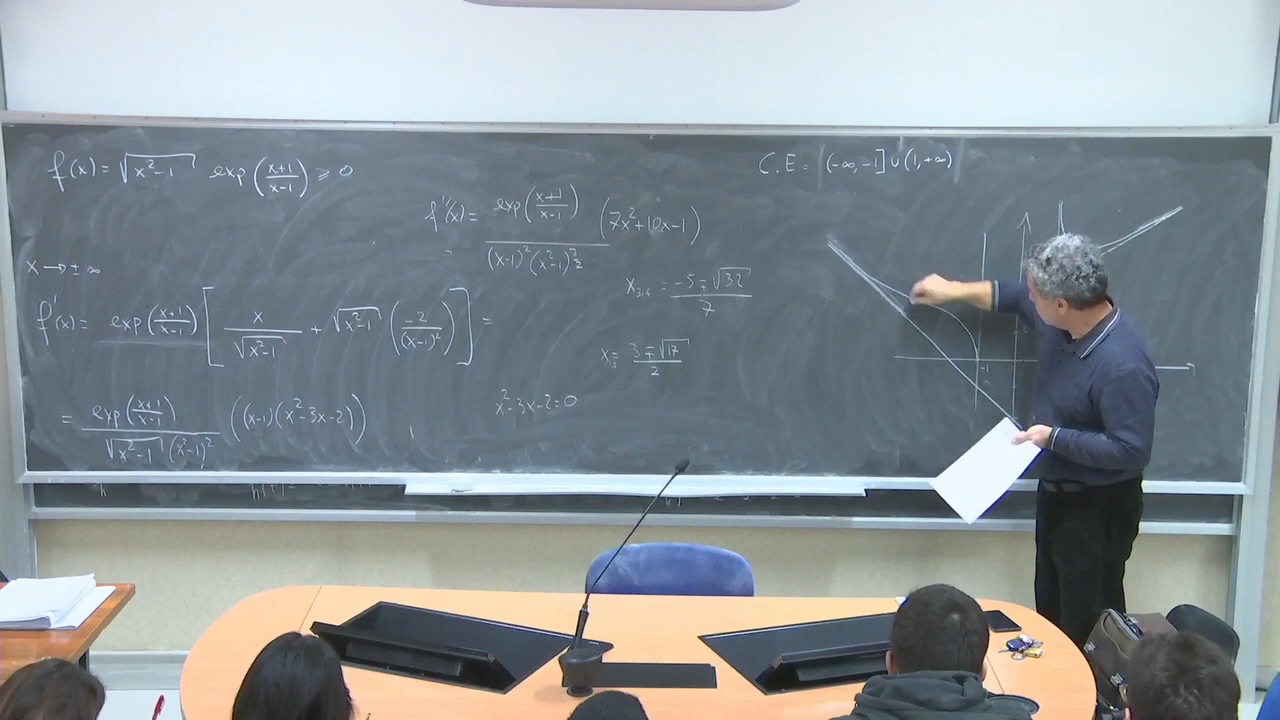 f(x) = √(x²-1) exp((x+1)/(x-1)) ⩾ 0
x → ± ∞
f'(x) = exp((x+1)/(x-1)) [ x/√(x²-1) + √(x²-1) (2/(x-1)²) ] =
= exp((x+1)/(x-1)) / (√(x²-1) (x-1)²) ((x-1)(x²-3x-2))
f''(x) = exp((x+1)/(x-1)) / ((x-1)²(x²-1)^(3/2)) (7x²+10x-1)
x₃,₄ = (-5∓√32)/7
(3∓√17)/2
x²-3x-2=0
C.E = (-∞,-1] ∪ (1,+∞)
-1